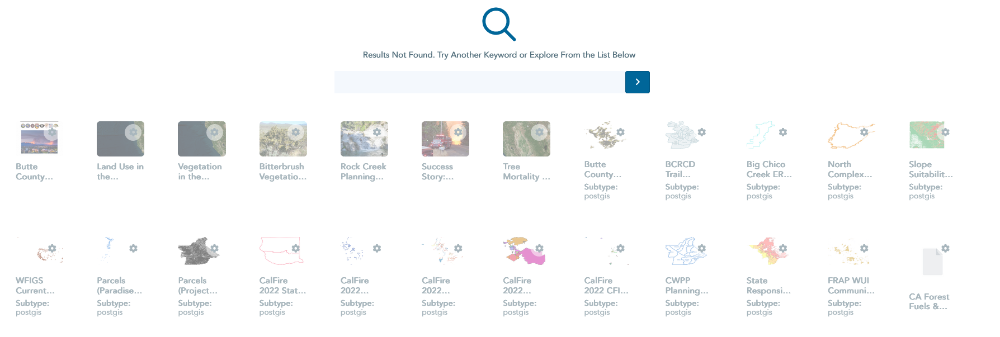 Results Not Found. Try Another Keyword or Explore From the List Below
Butte
County...
Land Use in
the...
Vegetation
in the...
Bitterbrush
Vegetatio...
Rock Creek
Planning...
Success
Story:...
Tree
Mortality ...
Butte
County...
Subtype:
postgis
BCRCD
Trail...
Subtype:
postgis
Big Chico
Creek ER...
Subtype:
postgis
North
Complex...
Subtype:
postgis
Slope
Suitabilit...
Subtype:
postgis
WFIGS
Current...
Subtype:
postgis
Parcels
(Paradise...
Subtype:
postgis
Parcels
(Project...
Subtype:
postgis
CalFire
2022 Stat...
Subtype:
postgis
CalFire
2022...
Subtype:
postgis
CalFire
2022...
Subtype:
postgis
CalFire
2022...
Subtype:
postgis
CalFire
2022 CFI...
Subtype:
postgis
CWPP
Planning...
Subtype:
postgis
State
Responsi...
Subtype:
postgis
FRAP WUI
Communi...
Subtype:
postgis
CA Forest
Fuels &...